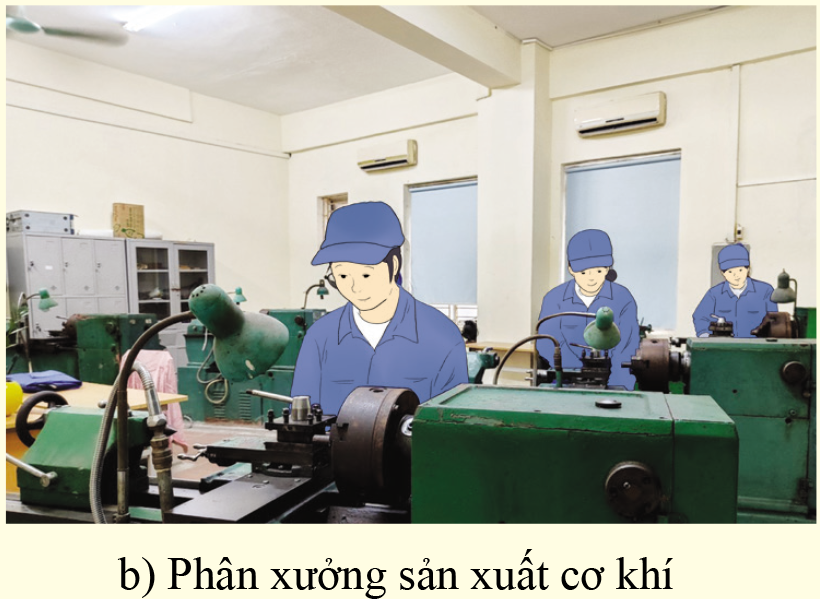 b) Phân xưởng sản xuất cơ khí